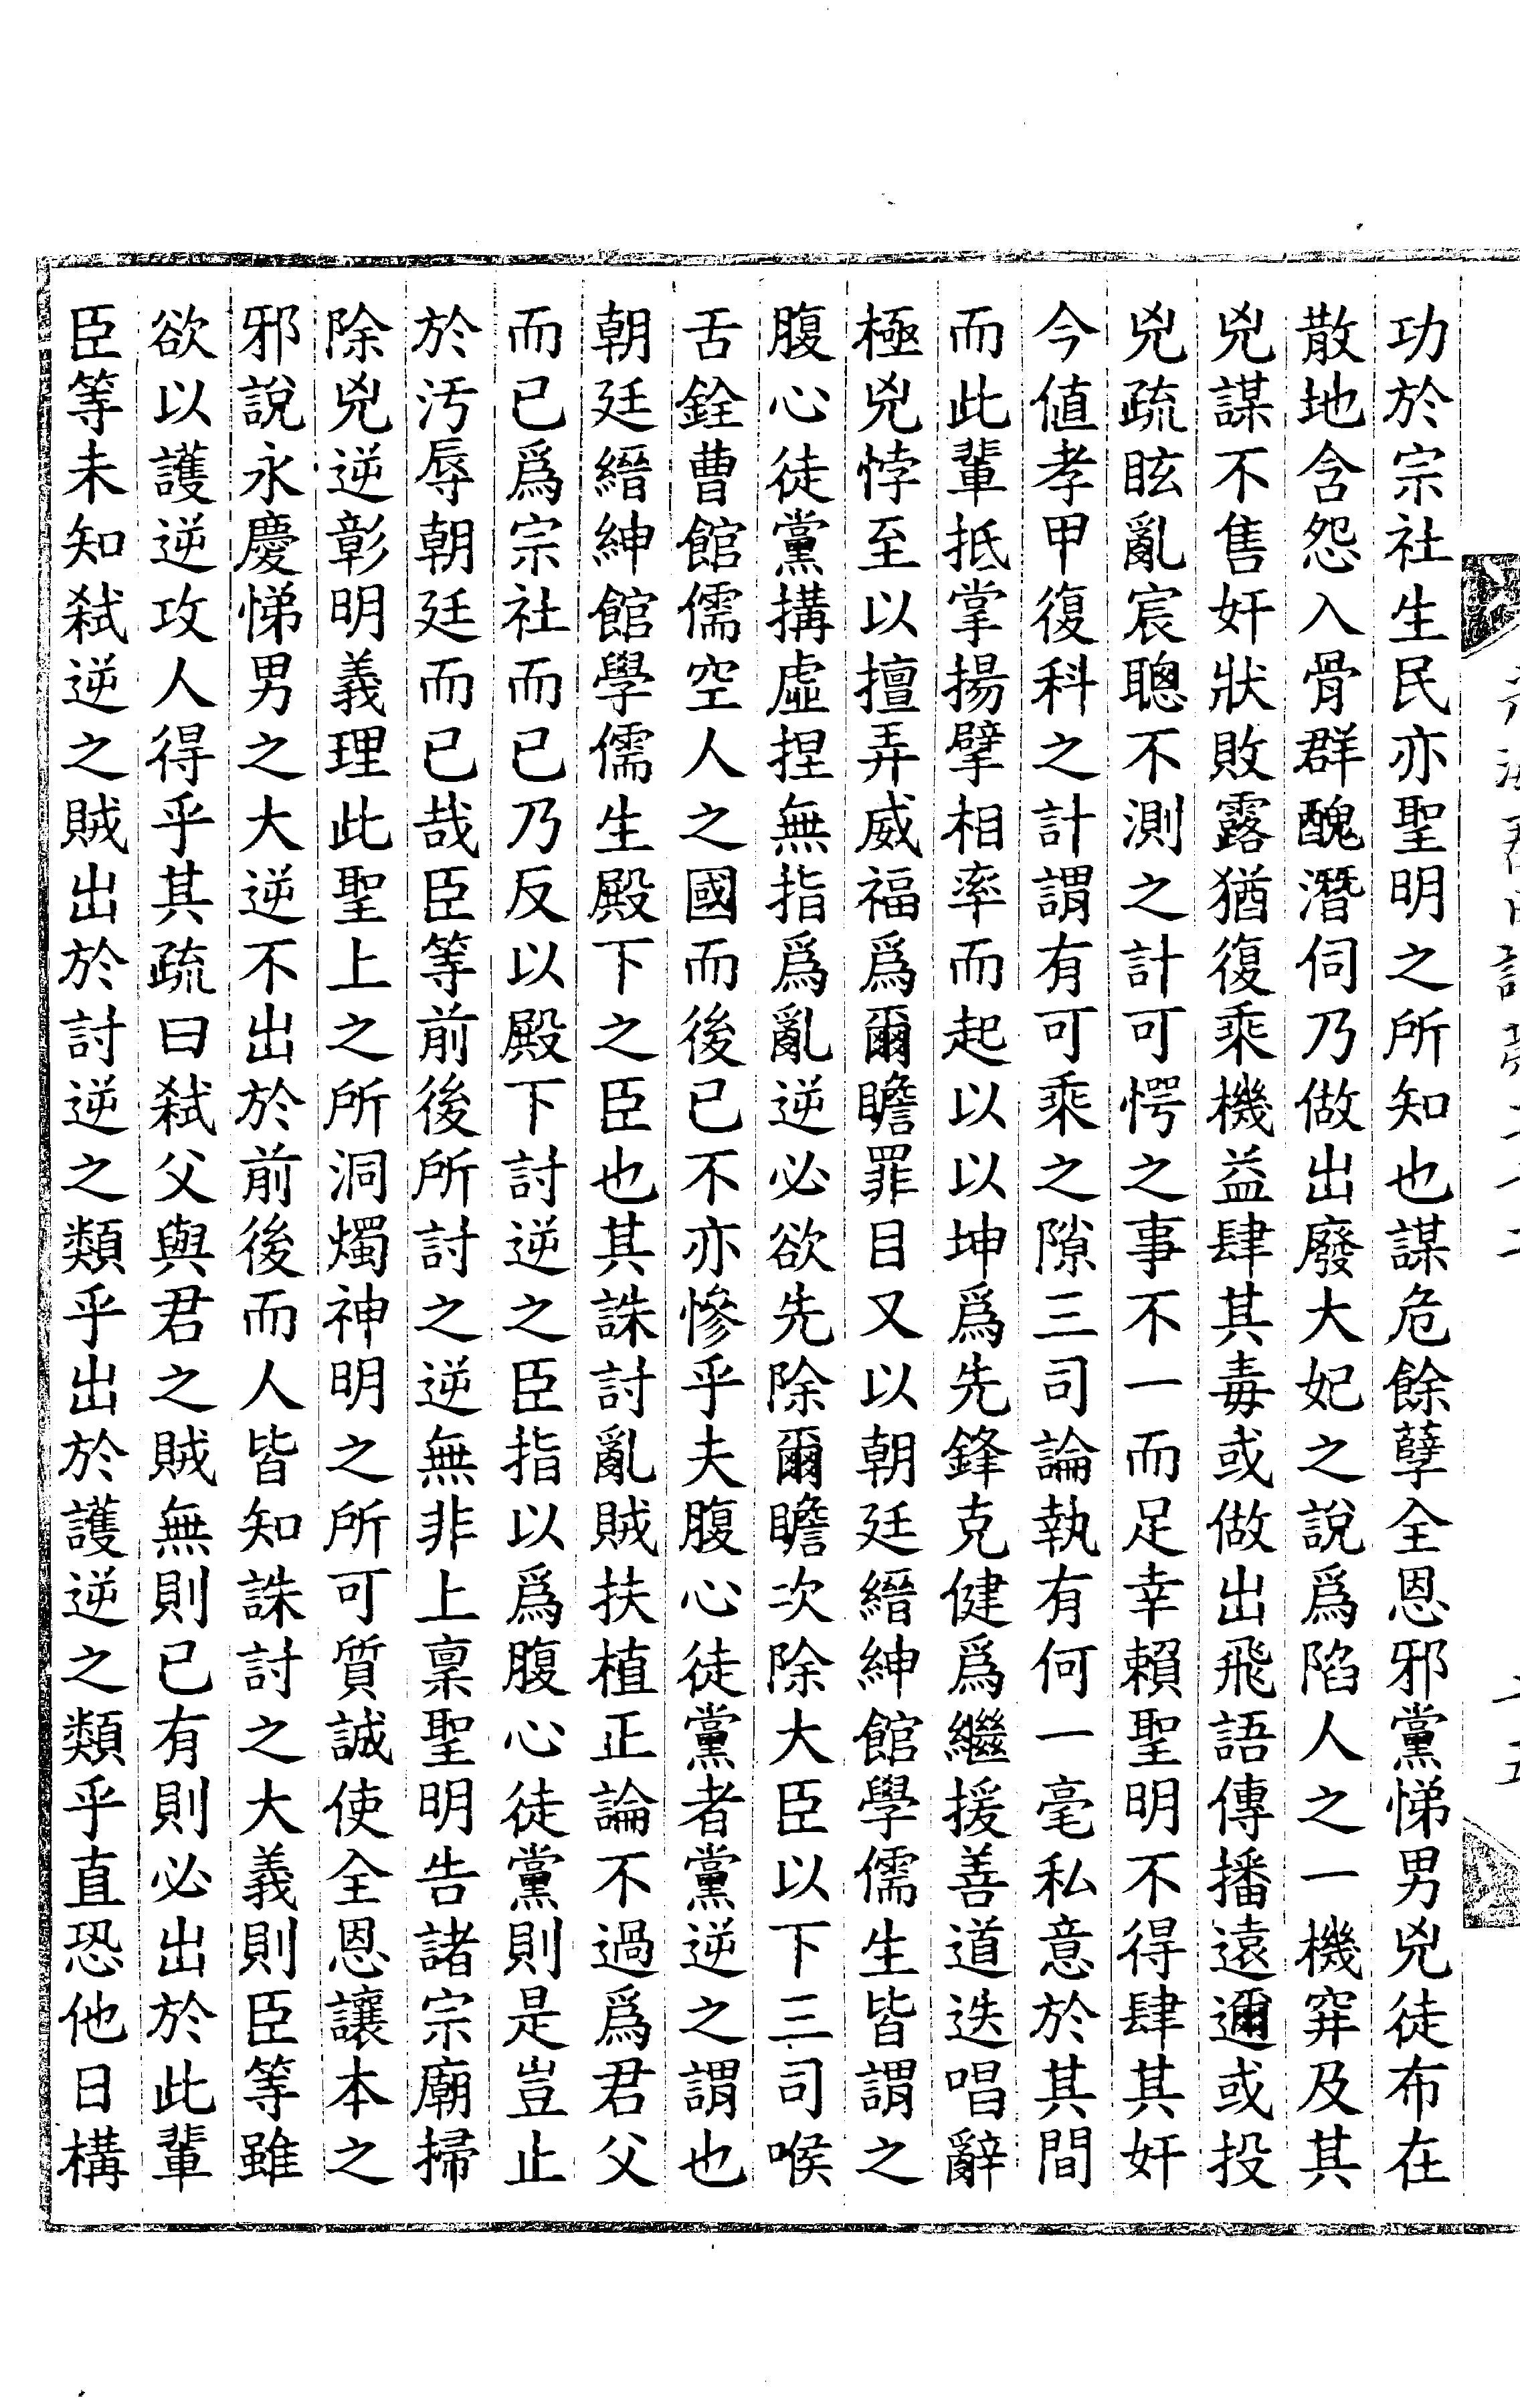 功於宗社生民亦聖明之所知也謀危餘孽全恩邪黨悌男兇徒布在
散地含怨入骨群醜潛伺乃做出廢大妃之說爲陷人之一機穽及其
兇謀不售奸狀敗露猶復乘機益肆其毒或做出飛語傳播遠邇或投
兇疏眩亂宸聰不測之計可愕之事不一而足幸賴聖明不得肆其奸
今値孝甲復科之計謂有可乘之隙三司論執有何一毫私意於其間
而此輩抵掌揚擘相率而起以以坤爲先鋒克健爲繼援善道迭唱辭
極兇悖至以擅弄威福爲爾瞻罪目又以朝廷縉紳館學儒生皆謂之
腹心徒黨搆虛捏無指爲亂逆必欲先除爾瞻次除大臣以下三司喉
舌銓曹館儒空人之國而後已不亦慘乎夫腹心徒黨者黨逆之謂也
朝廷縉紳館學儒生殿下之臣也其誅討亂賊扶植正論不過爲君父
而已爲宗社而已乃反以殿下討逆之臣指以爲腹心徒黨則是豈止
於汚辱朝廷而已哉臣等前後所討之逆無非上稟聖明告諸宗廟掃
除兇逆彰明義理此聖上之所洞燭神明之所可質誠使全恩讓本之
邪說永慶悌男之大逆不出於前後而人皆知誅討之大義則臣等雖
欲以護逆攻人得乎其疏曰弑父與君之賊無則已有則必出於此輩
臣等未知弑逆之賊出於討逆之類乎出於護逆之類乎直恐他日構